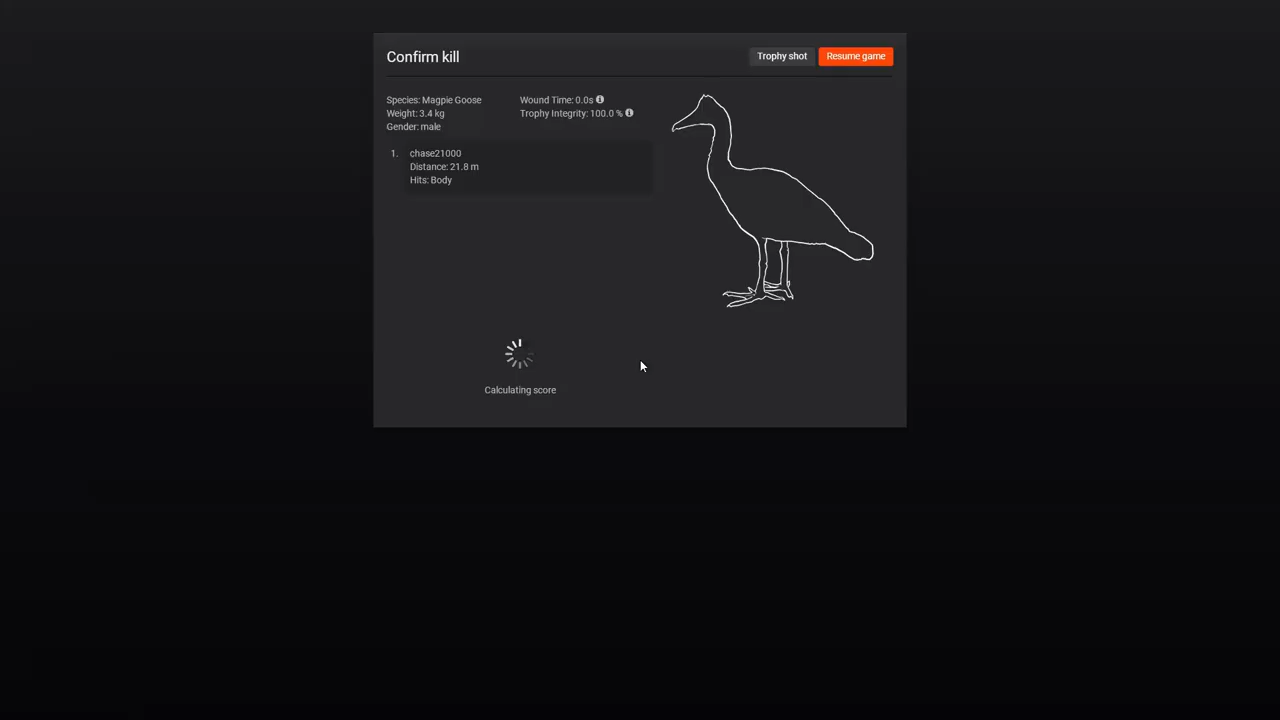 Confirm kill
Trophy shot
Resume game
Species: Magpie Goose
Weight: 3.4 kg
Gender: male
Wound Time: 0.0s
Trophy Integrity: 100.0 %
1. chase21000
Distance: 21.8 m
Hits: Body
Calculating score